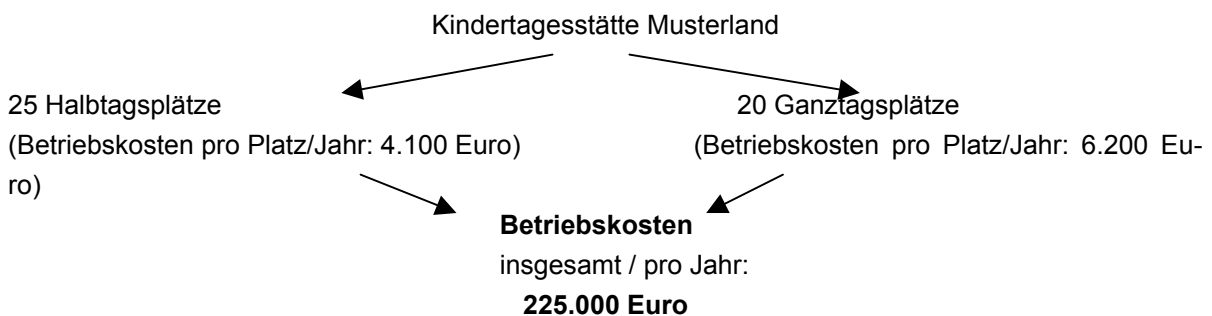 Kindertagesstätte Musterland
25 Halbtagsplätze
20 Ganztagsplätze
(Betriebskosten pro Platz/Jahr: 4.100 Euro)
(Betriebskosten pro Platz/Jahr: 6.200 Eu-
ro)
Betriebskosten
insgesamt / pro Jahr:
225.000 Euro